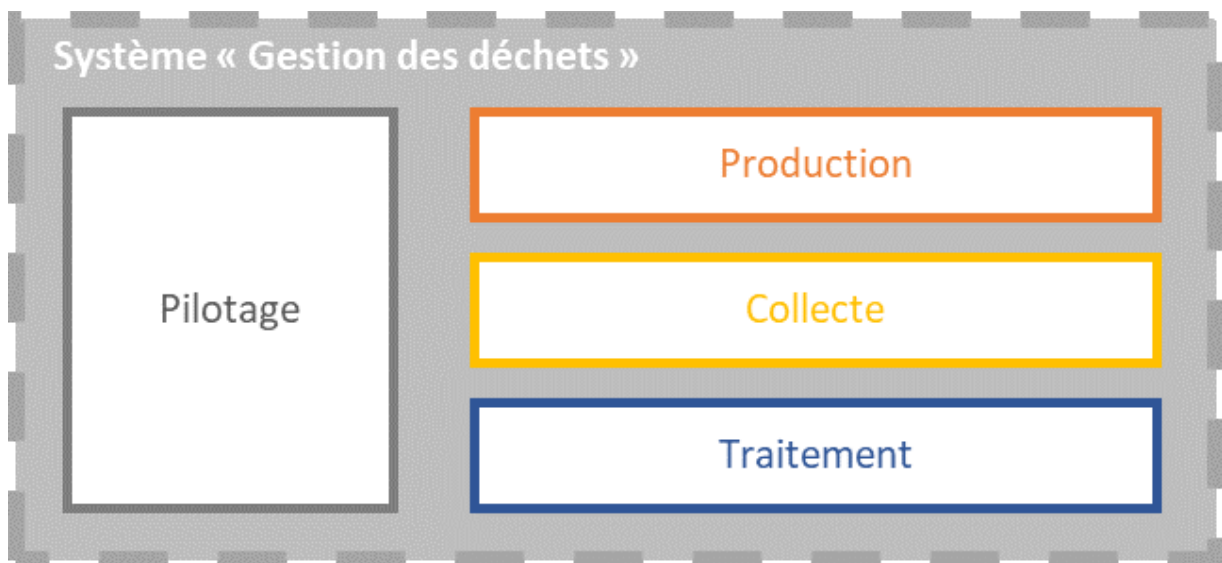 Système « Gestion des déchets »
Production
Pilotage
Collecte
Traitement